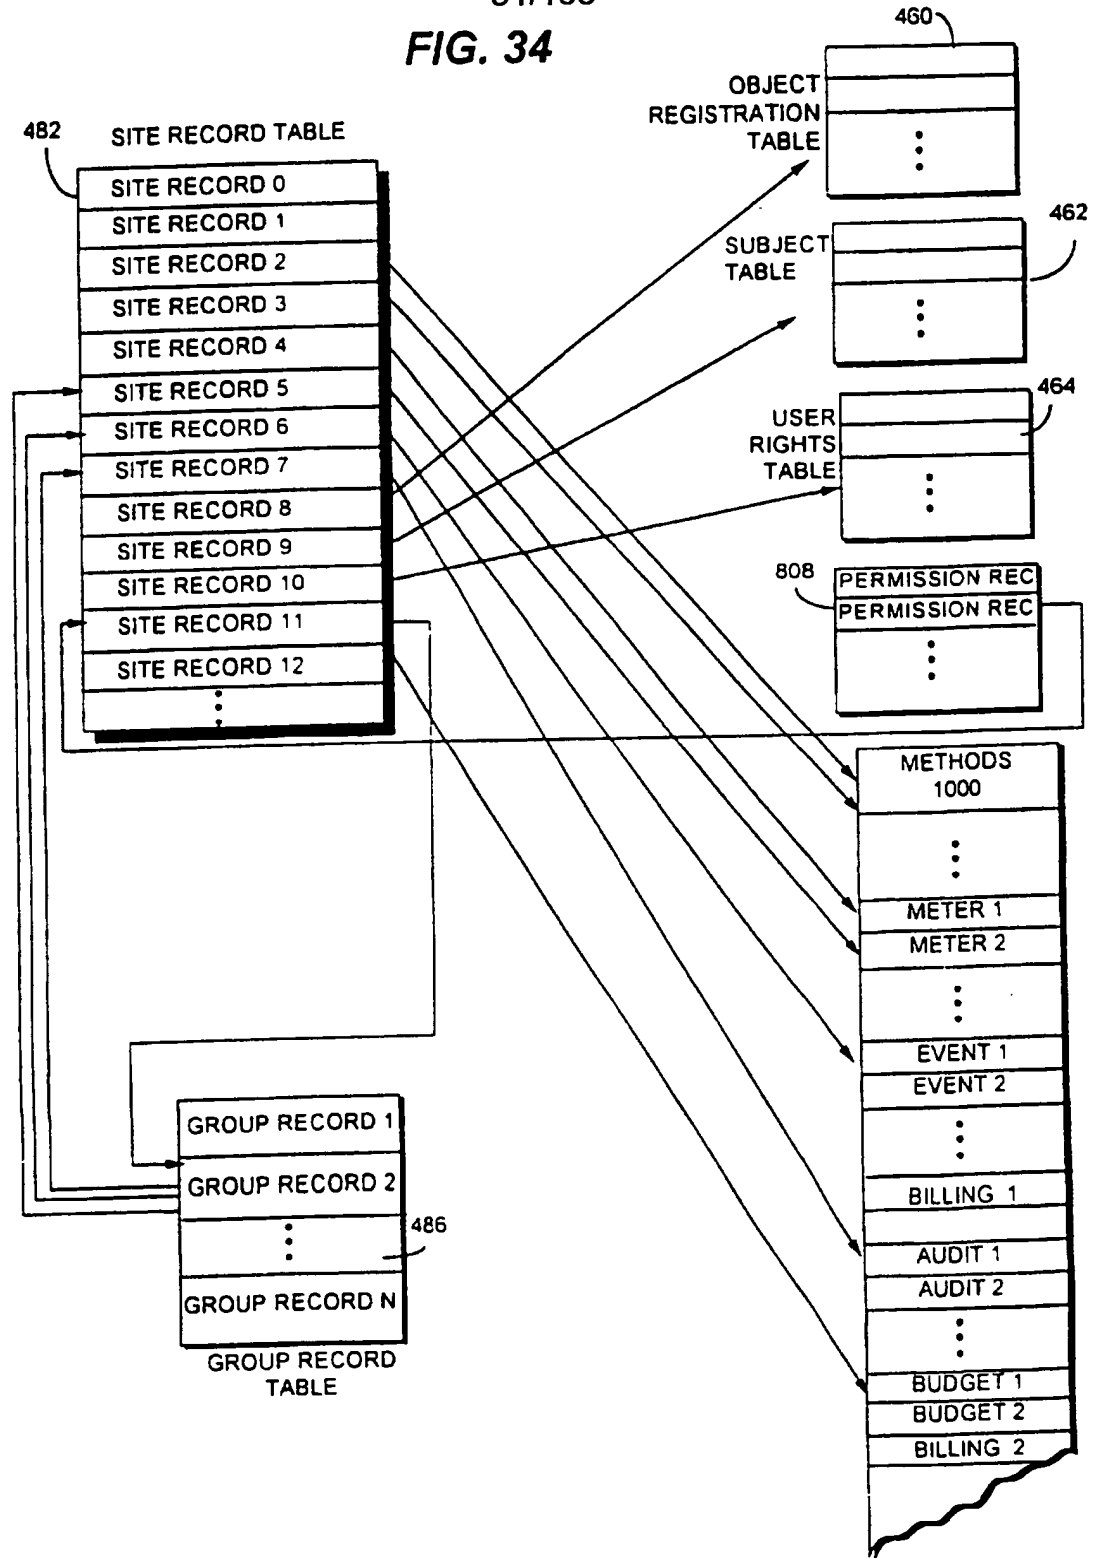 FIG. 34
482
SITE RECORD TABLE
SITE RECORD 0
SITE RECORD 1
SITE RECORD 2
SITE RECORD 3
SITE RECORD 4
SITE RECORD 5
SITE RECORD 6
SITE RECORD 7
SITE RECORD 8
SITE RECORD 9
SITE RECORD 10
SITE RECORD 11
SITE RECORD 12
460
OBJECT
REGISTRATION
TABLE
462
SUBJECT
TABLE
464
USER
RIGHTS
TABLE
808
PERMISSION REC
PERMISSION REC
METHODS
1000
METER 1
METER 2
EVENT 1
EVENT 2
BILLING 1
AUDIT 1
AUDIT 2
BUDGET 1
BUDGET 2
BILLING 2
GROUP RECORD 1
GROUP RECORD 2
486
GROUP RECORD N
GROUP RECORD
TABLE